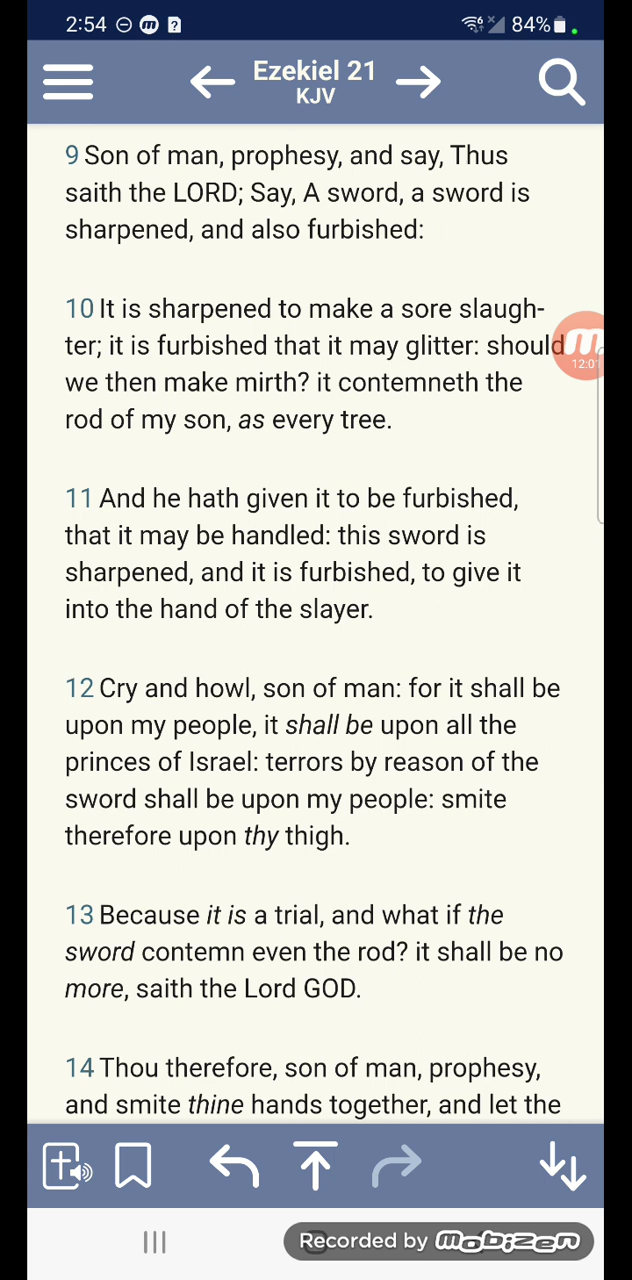 2:54 84%
Ezekiel 21
KJV
9 Son of man, prophesy, and say, Thus
saith the LORD; Say, A sword, a sword is
sharpened, and also furbished:
10 It is sharpened to make a sore slaugh-
ter; it is furbished that it may glitter: should
we then make mirth? it contemneth the
rod of my son, as every tree.
12:01
11 And he hath given it to be furbished,
that it may be handled: this sword is
sharpened, and it is furbished, to give it
into the hand of the slayer.
12 Cry and howl, son of man: for it shall be
upon my people, it shall be upon all the
princes of Israel: terrors by reason of the
sword shall be upon my people: smite
therefore upon thy thigh.
13 Because it is a trial, and what if the
sword contemn even the rod? it shall be no
more, saith the Lord GOD.
14 Thou therefore, son of man, prophesy,
and smite thine hands together, and let the
Recorded by mobizen